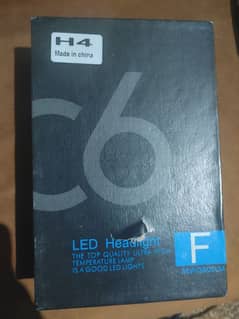 H4
Made in china
C6
LED Headlight
THE TOP QUALITY ULTRA HIGH
TEMPERATURE LAMP
IS A GOOD LED LIGHTS
F